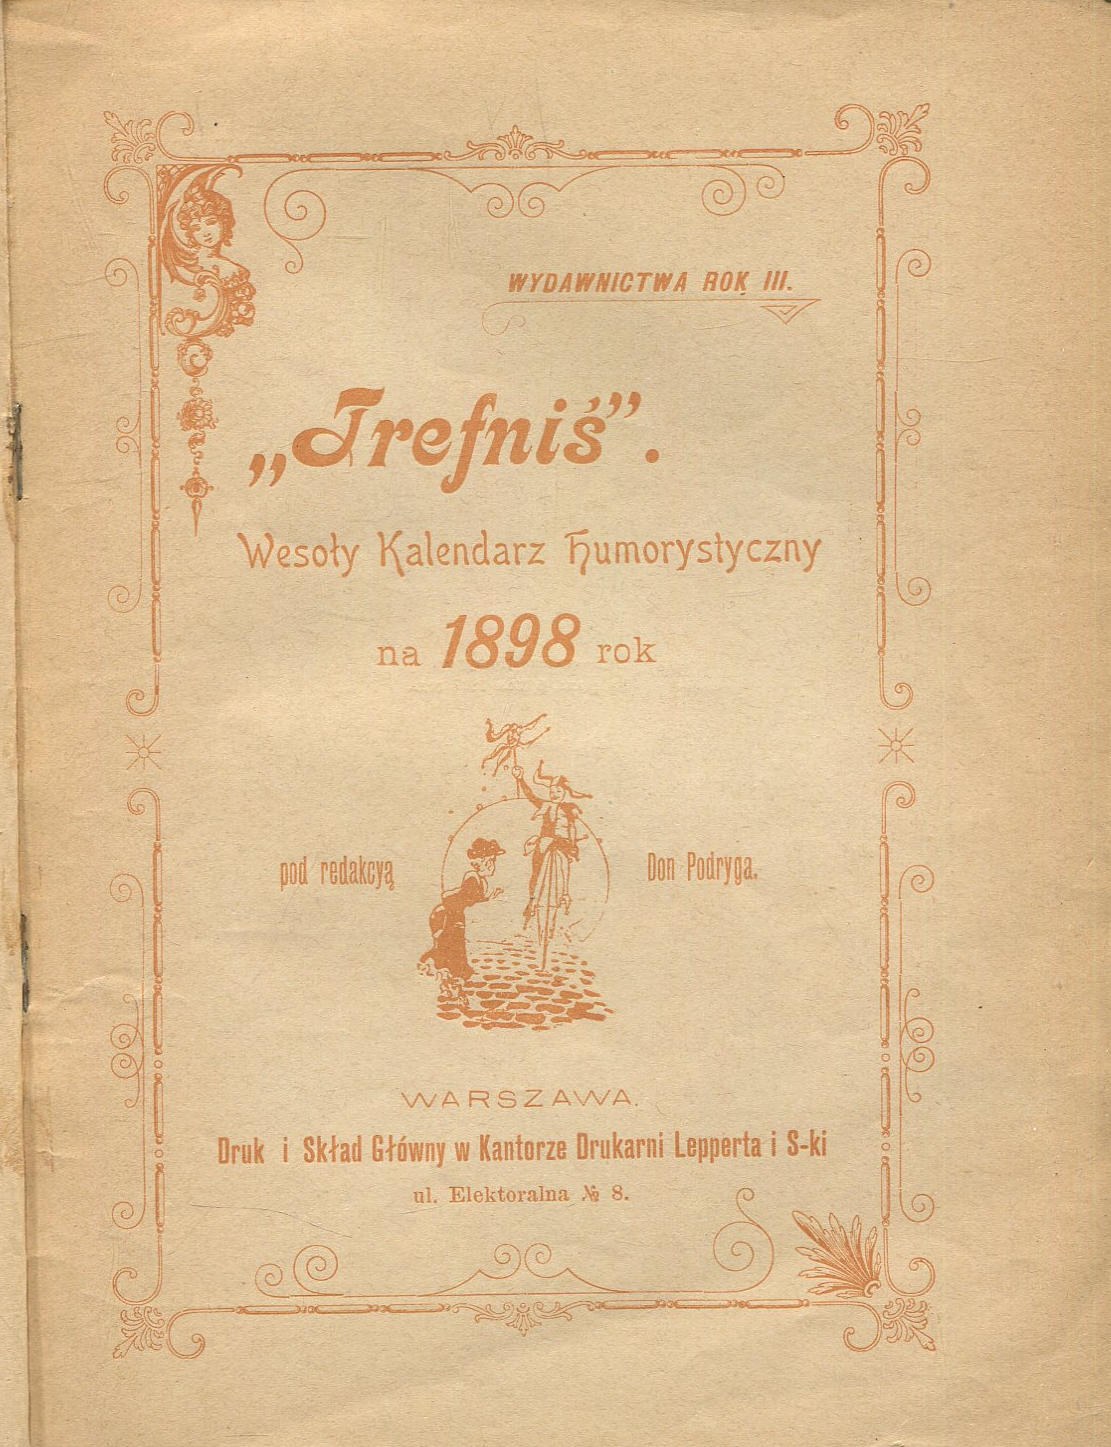 WYDAWNICTWA ROK III.
„Trefniś”.
Wesoły Kalendarz Humorystyczny
na 1898 rok
pod redakcyą Don Podryga.
WARSZAWA.
Druk i Skład Główny w Kantorze Drukarni Lepperta i S-ki
ul. Elektoralna № 8.